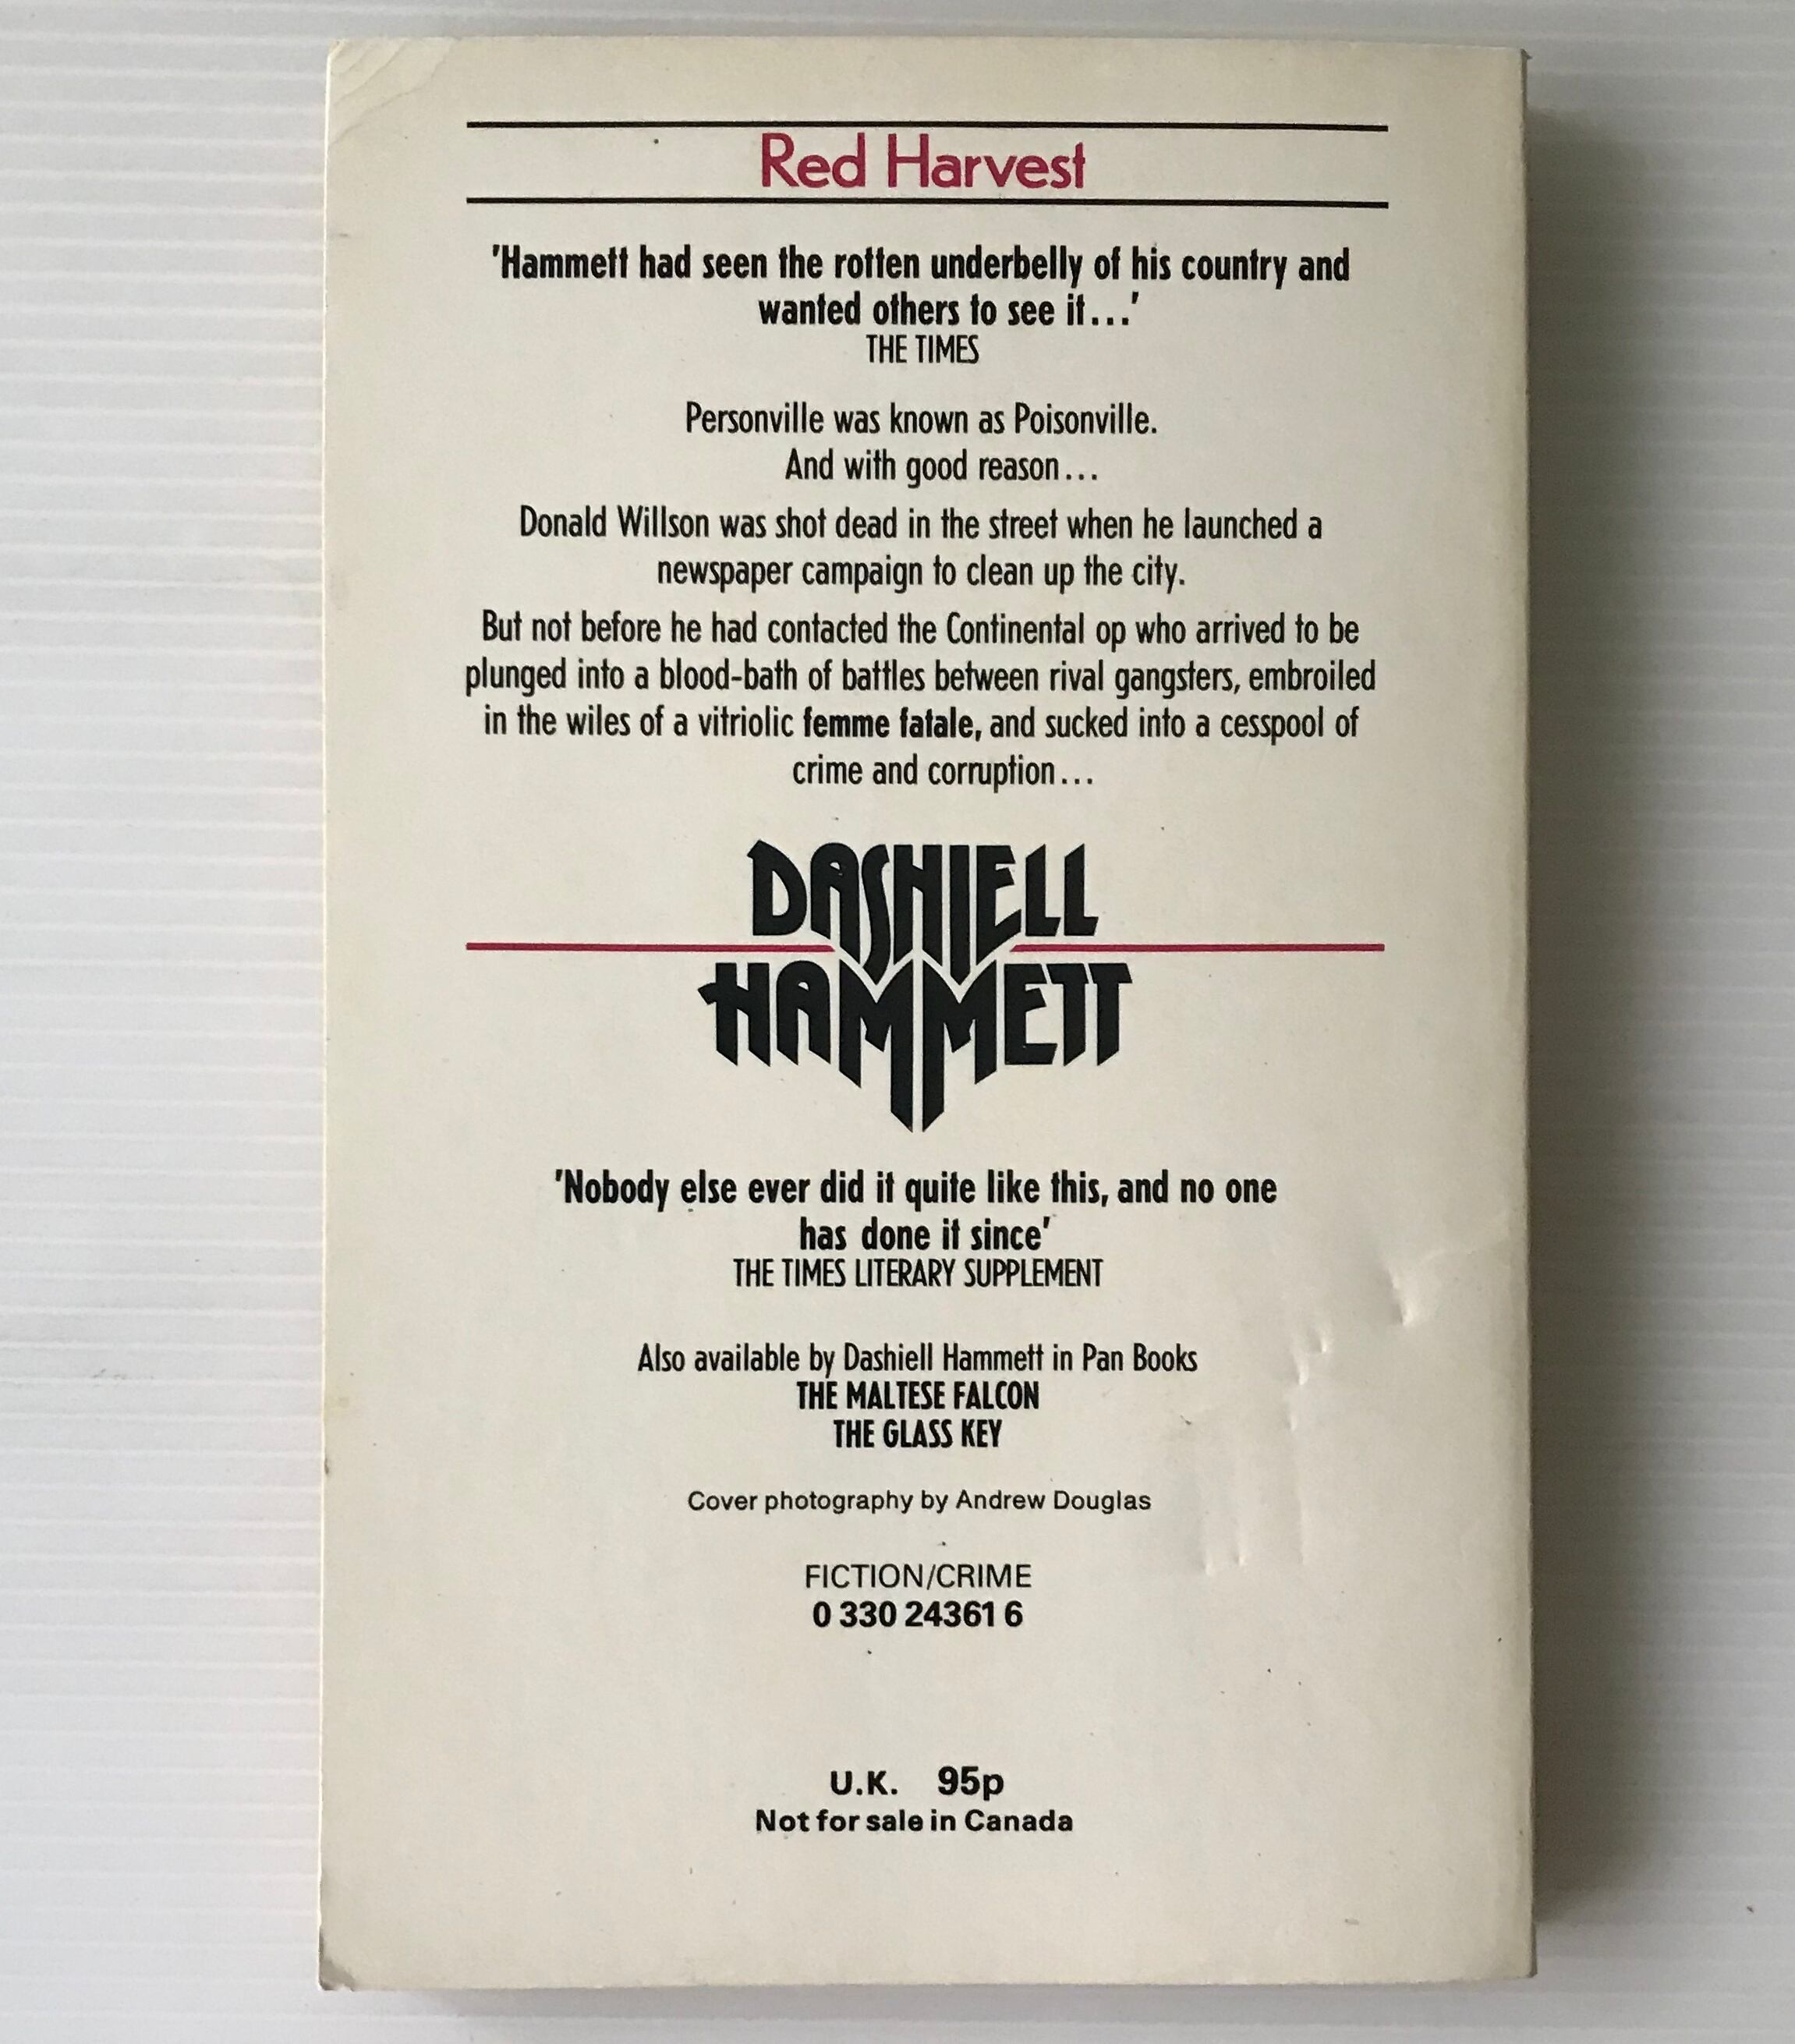 Red Harvest
'Hammett had seen the rotten underbelly of his country and
wanted others to see it...'
THE TIMES
Personville was known as Poisonville.
And with good reason...
Donald Willson was shot dead in the street when he launched a
newspaper campaign to clean up the city.
But not before he had contacted the Continental op who arrived to be
plunged into a blood-bath of battles between rival gangsters, embroiled
in the wiles of a vitriolic femme fatale, and sucked into a cesspool of
crime and corruption...
DASHIELL
HAMMETT
'Nobody else ever did it quite like this, and no one
has done it since'
THE TIMES LITERARY SUPPLEMENT
Also available by Dashiell Hammett in Pan Books
THE MALTESE FALCON
THE GLASS KEY
Cover photography by Andrew Douglas
FICTION/CRIME
0 330 24361 6
U.K. 95p
Not for sale in Canada